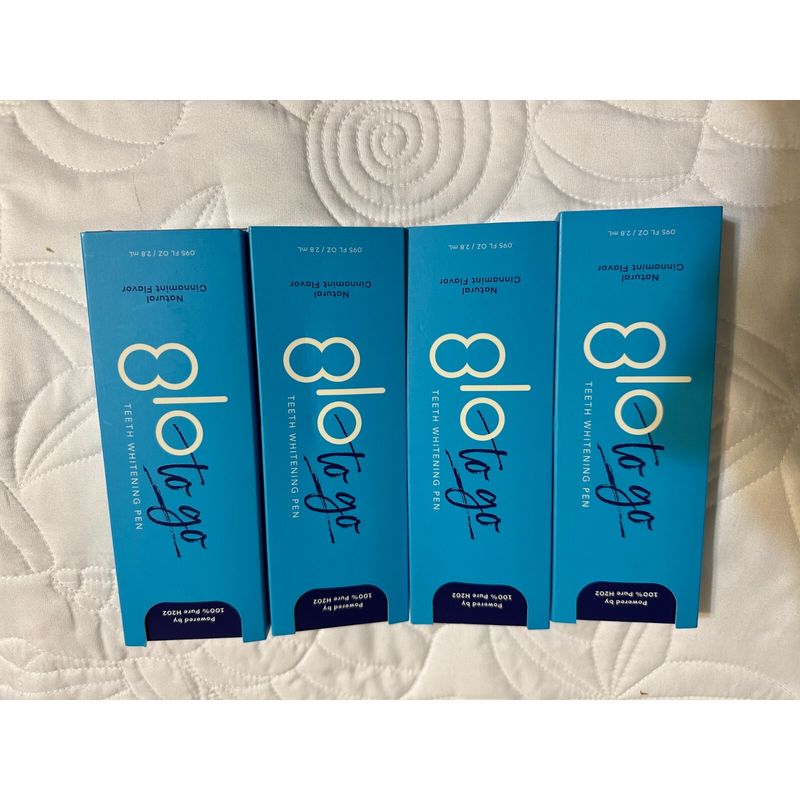 Powered by
100% Pure H2O2
glo
to go
TEETH WHITENING PEN
Natural
Cinnamint Flavor
.095 FL OZ / 2.8 mL
Powered by
100% Pure H2O2
glo
to go
TEETH WHITENING PEN
Natural
Cinnamint Flavor
.095 FL OZ / 2.8 mL
Powered by
100% Pure H2O2
glo
to go
TEETH WHITENING PEN
Natural
Cinnamint Flavor
.095 FL OZ / 2.8 mL
Powered by
100% Pure H2O2
glo
to go
TEETH WHITENING PEN
Natural
Cinnamint Flavor
.095 FL OZ / 2.8 mL